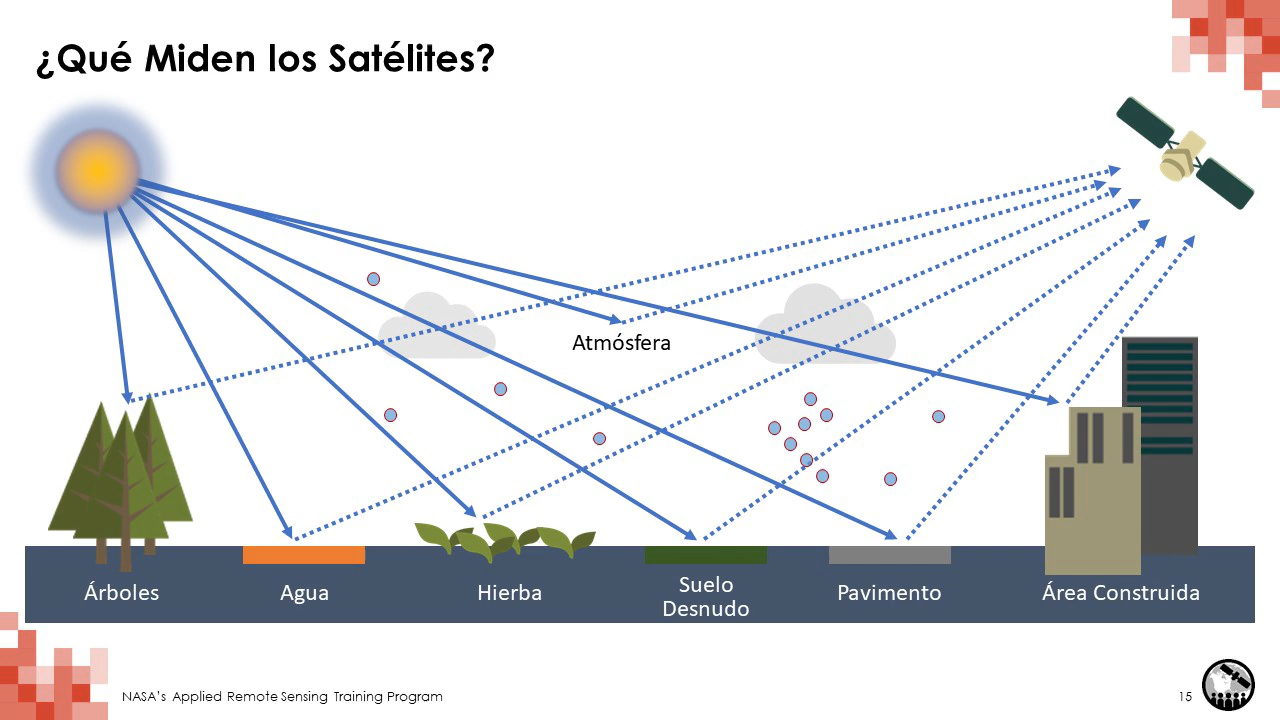 ¿Qué Miden los Satélites?
Atmósfera
Árboles
Agua
Hierba
Suelo
Desnudo
Pavimento
Área Construida
NASA's Applied Remote Sensing Training Program
15